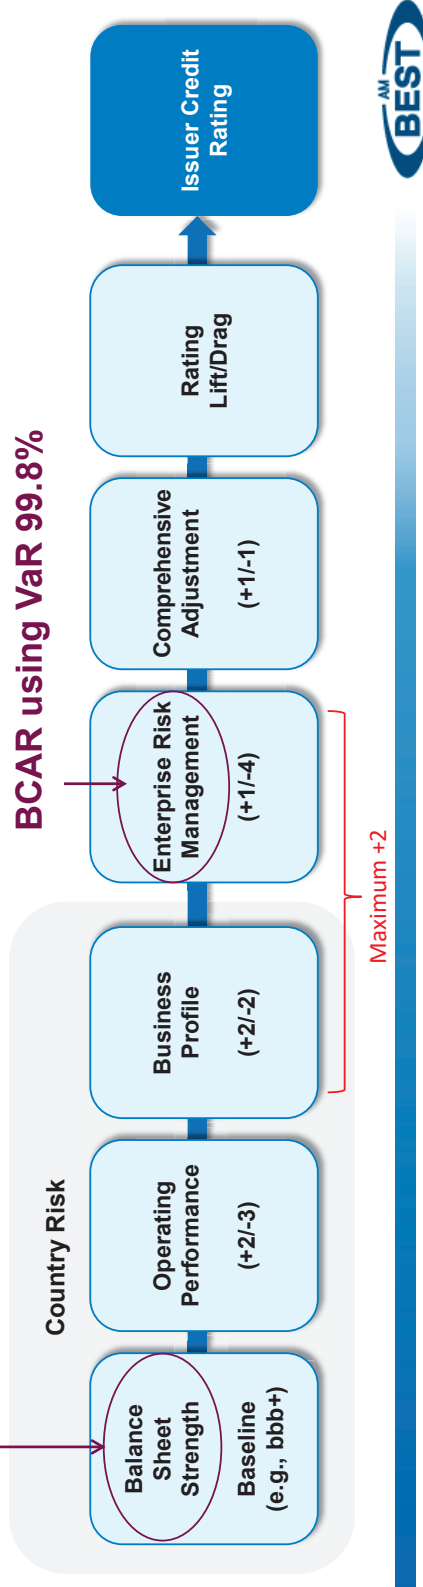 BCAR using VaR 99.8%
Country Risk
Balance
Sheet
Strength
Baseline
(e.g., bbb+)
Operating
Performance
(+2/-3)
Business
Profile
(+2/-2)
Enterprise Risk
Management
(+1/-4)
Comprehensive
Adjustment
(+1/-1)
Rating
Lift/Drag
Issuer Credit
Rating
Maximum +2
AM
BEST